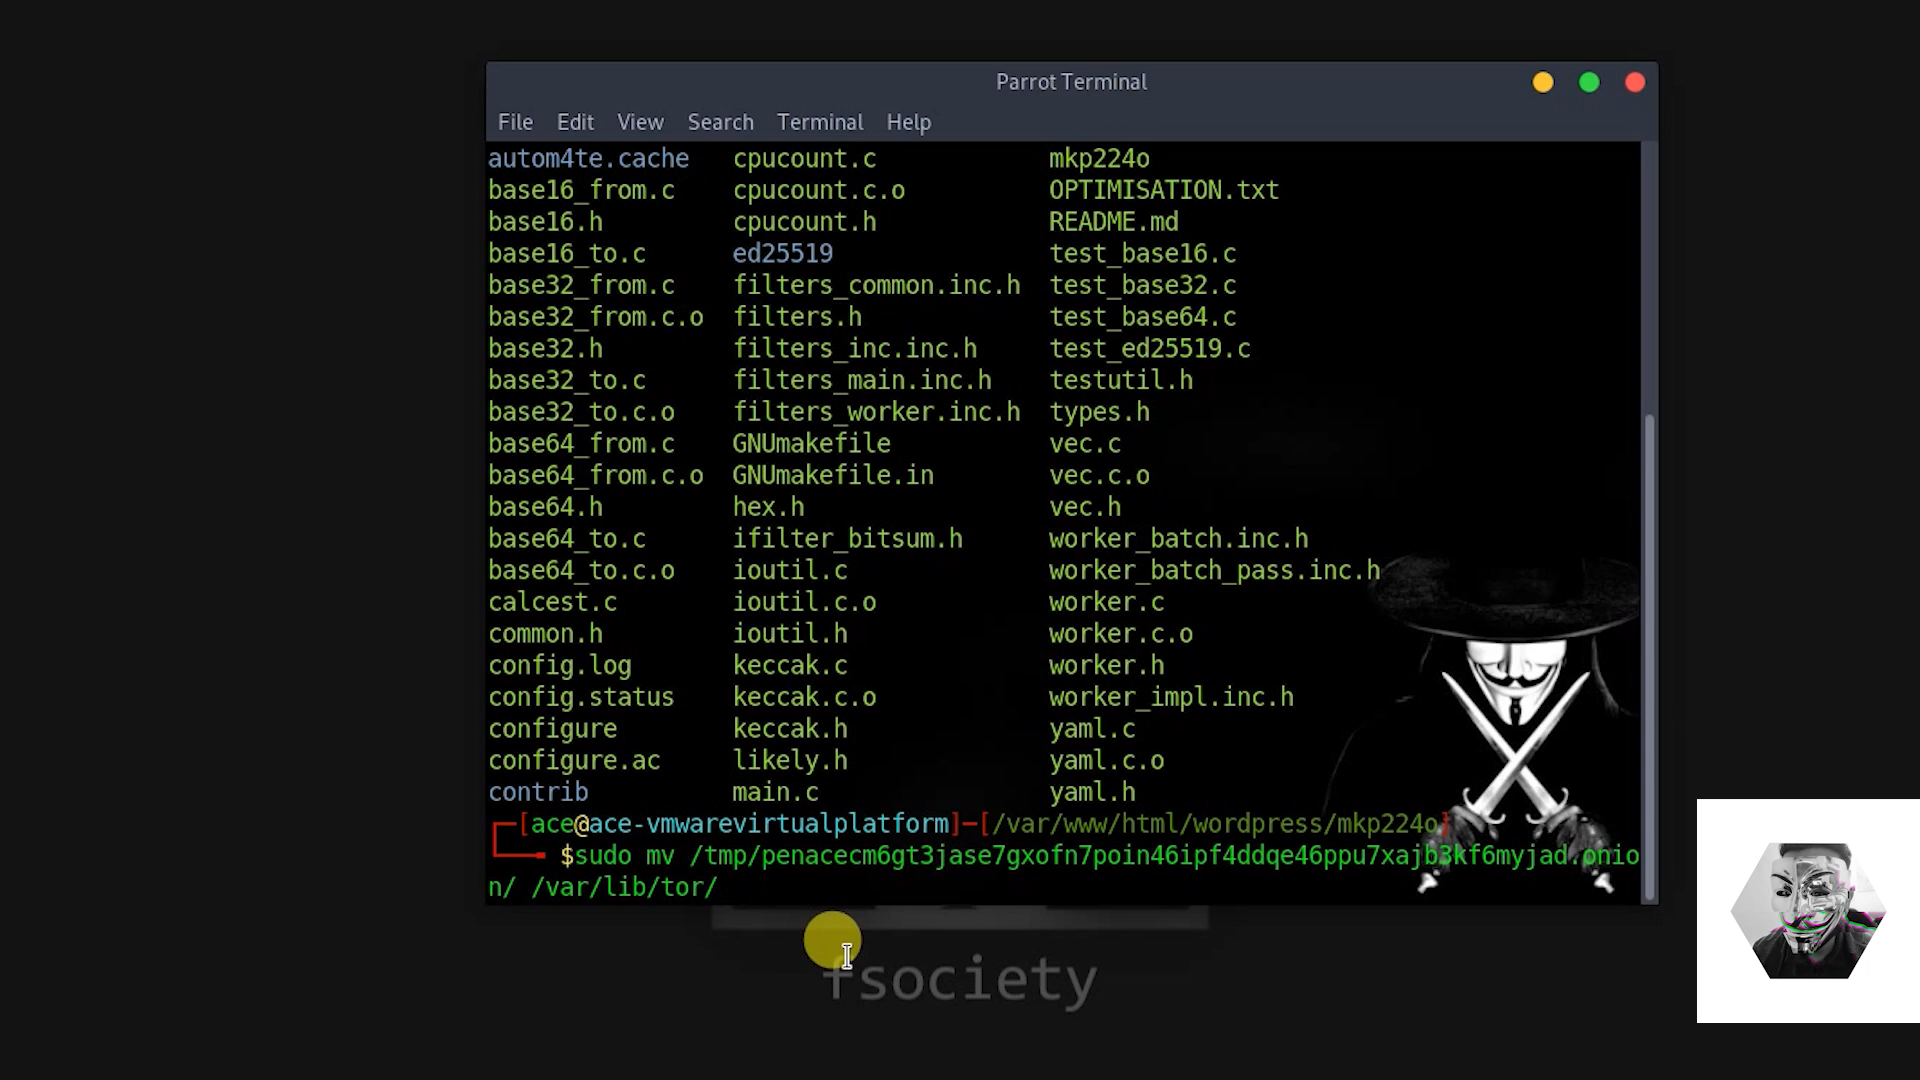 Parrot Terminal
File Edit View Search Terminal Help
autom4te.cache cpucount.c mkp224o
base16_from.c cpucount.c.o OPTIMISATION.txt
base16.h cpucount.h README.md
base16_to.c ed25519 test_base16.c
base32_from.c filters_common.inc.h test_base32.c
base32_from.c.o filters.h test_base64.c
base32.h filters_inc.inc.h test_ed25519.c
base32_to.c filters_main.inc.h testutil.h
base32_to.c.o filters_worker.inc.h types.h
base64_from.c GNUmakefile vec.c
base64_from.c.o GNUmakefile.in vec.c.o
base64.h hex.h vec.h
base64_to.c ifilter_bitsum.h worker_batch.inc.h
base64_to.c.o ioutil.c worker_batch_pass.inc.h
calcest.c ioutil.c.o worker.c
common.h ioutil.h worker.c.o
config.log keccak.c worker.h
config.status keccak.c.o worker_impl.inc.h
configure keccak.h yaml.c
configure.ac likely.h yaml.c.o
contrib main.c yaml.h
[ace@ace-vmwarevirtualplatform]-[/var/www/html/wordpress/mkp224o]
$sudo mv /tmp/penacecm6gt3jase7gxofn7poin46ipf4ddqe46ppu7xajb3kf6myjad.onio
n/ /var/lib/tor/
fsociety